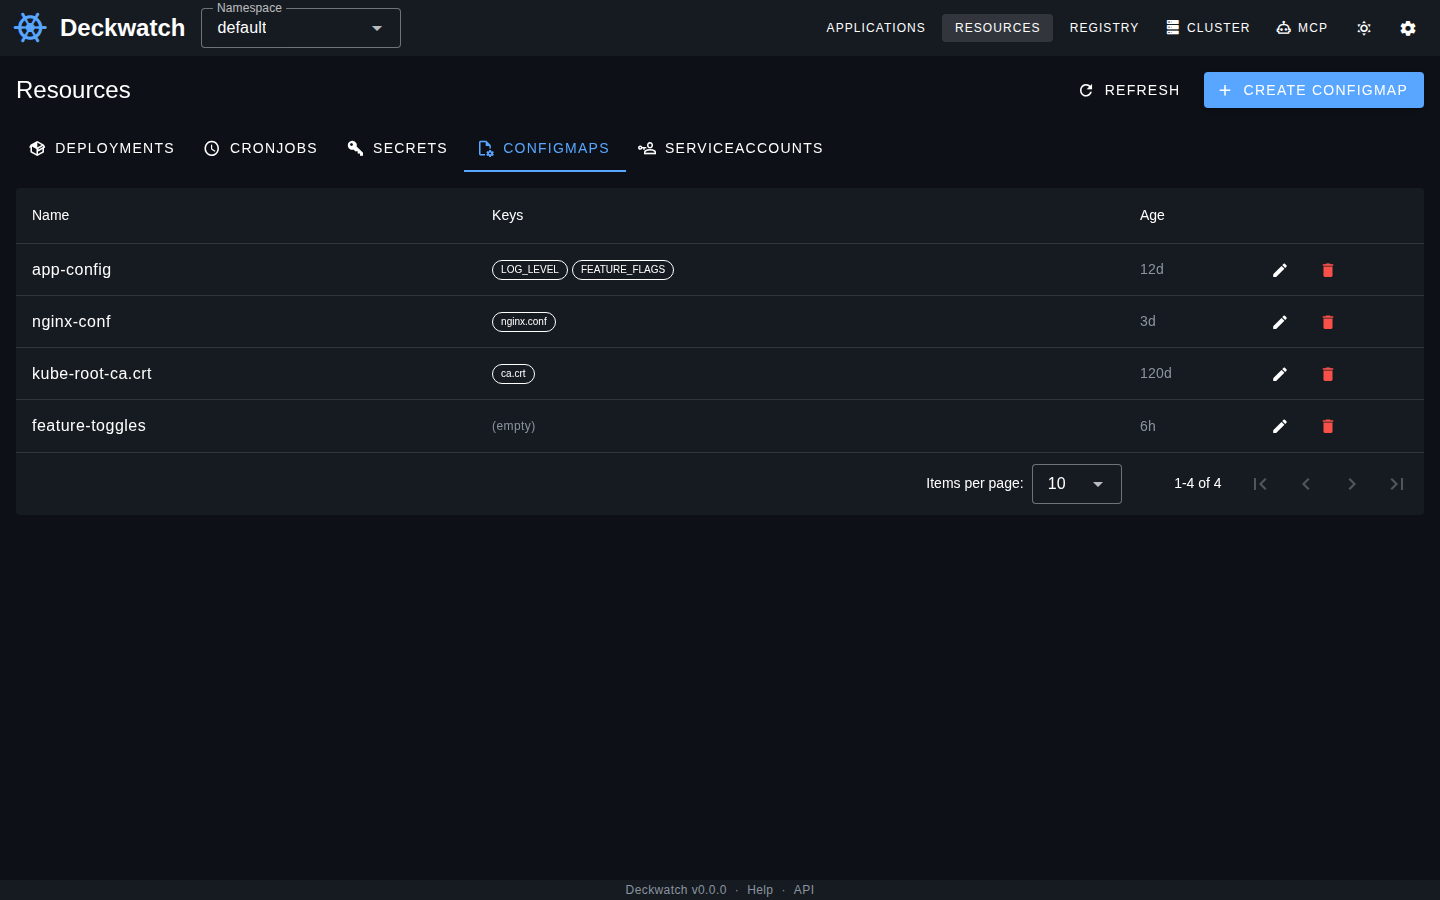 Deckwatch
Namespace
default
APPLICATIONS
RESOURCES
REGISTRY
CLUSTER
MCP
Resources
REFRESH
CREATE CONFIGMAP
DEPLOYMENTS
CRONJOBS
SECRETS
CONFIGMAPS
SERVICEACCOUNTS
Name Keys Age
app-config LOG_LEVEL FEATURE_FLAGS 12d
nginx-conf nginx.conf 3d
kube-root-ca.crt ca.crt 120d
feature-toggles (empty) 6h
Items per page: 10 1-4 of 4
Deckwatch v0.0.0 · Help · API